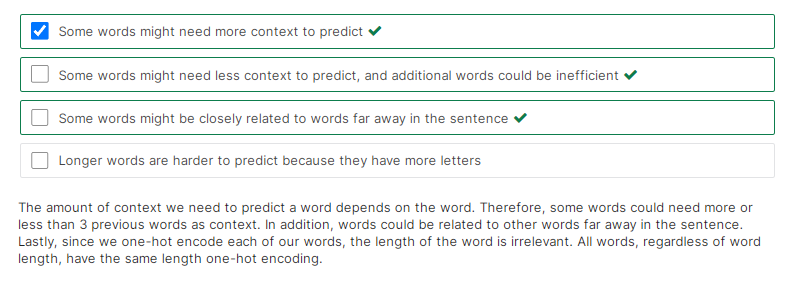 Some words might need more context to predict
Some words might need less context to predict, and additional words could be inefficient
Some words might be closely related to words far away in the sentence
Longer words are harder to predict because they have more letters
The amount of context we need to predict a word depends on the word. Therefore, some words could need more or
less than 3 previous words as context. In addition, words could be related to other words far away in the sentence.
Lastly, since we one-hot encode each of our words, the length of the word is irrelevant. All words, regardless of word
length, have the same length one-hot encoding.